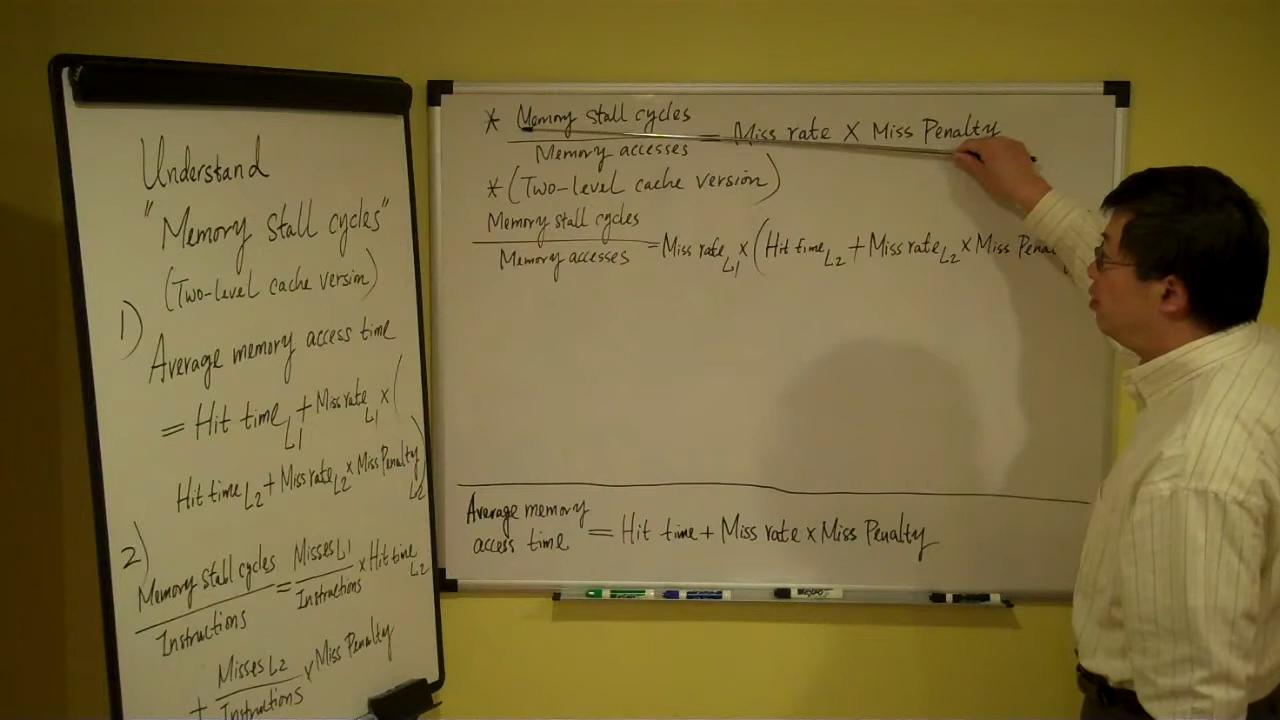 Understand
"Memory stall cycles"
(Two-level cache version)
1)
Average memory access time
= Hit time L1 + Miss rate L1 × (
Hit time L2 + Miss rate L2 × Miss Penalty L2)
2)
Memory stall cycles / Instructions = Misses L1 / Instructions × Hit time L2
+ Misses L2 / Instructions × Miss Penalty
* Memory stall cycles / Memory accesses = Miss rate X Miss Penalty
* (Two-level cache version)
Memory stall cycles / Memory accesses = Miss rate L1 × (Hit time L2 + Miss rate L2 × Miss Pena
Average memory
access time = Hit time + Miss rate × Miss Penalty